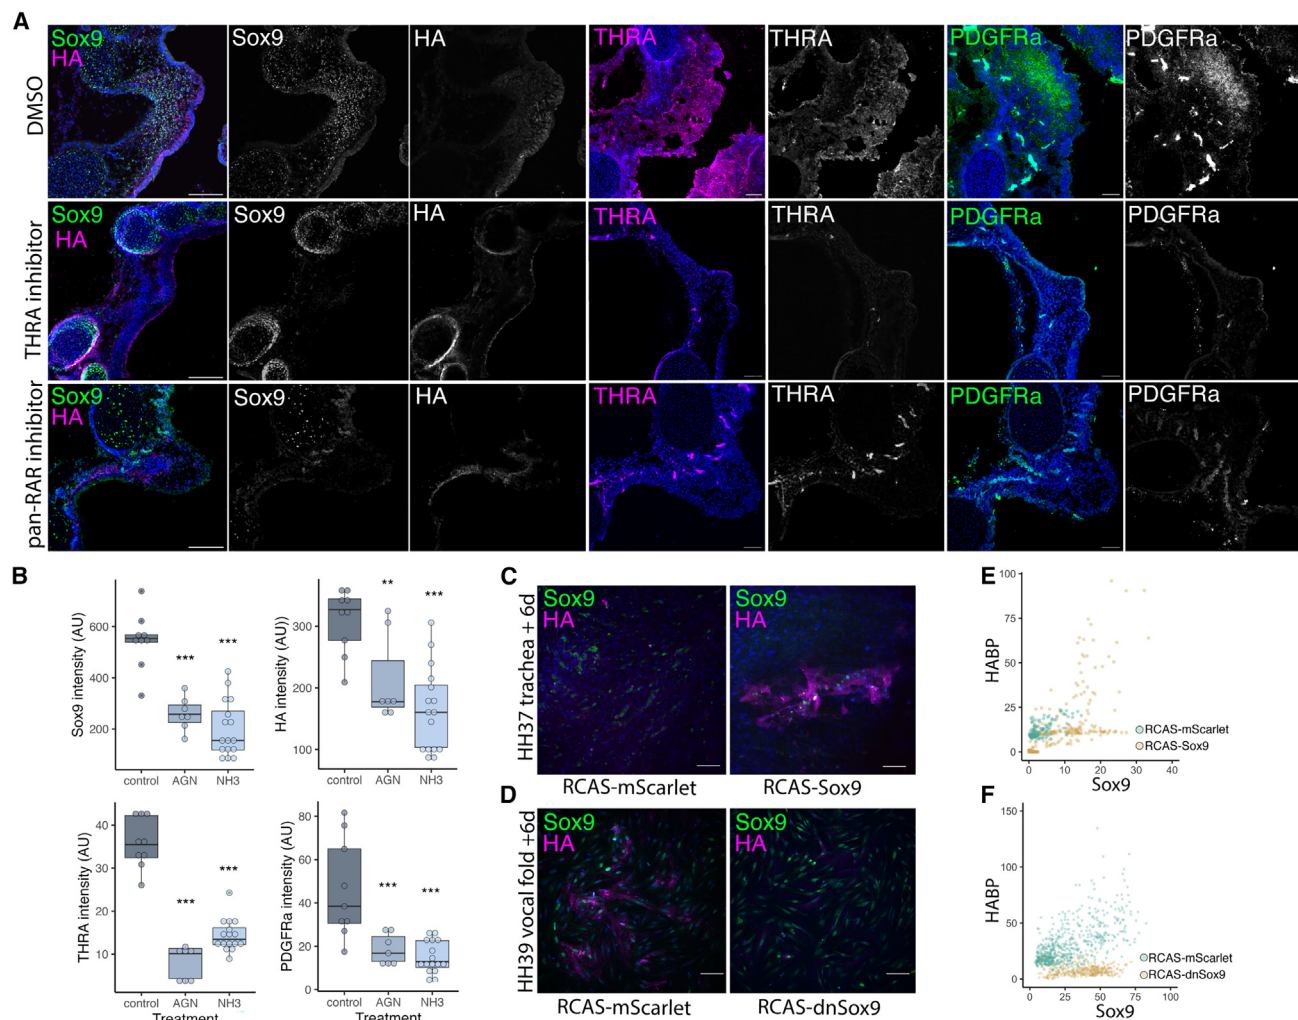 A
DMSO
Sox9
HA
Sox9
HA
THRA
THRA
PDGFRa
PDGFRa
THRA inhibitor
Sox9
HA
Sox9
HA
THRA
THRA
PDGFRa
PDGFRa
pan-RAR inhibitor
Sox9
HA
Sox9
HA
THRA
THRA
PDGFRa
PDGFRa
B
Sox9 intensity (AU)
600
400
200
***
***
control AGN NH3
HA intensity (AU))
300
200
100
**
***
control AGN NH3
THRA intensity (AU)
40
30
20
10
***
***
control AGN NH3
Treatment
PDGFRa intensity (AU)
80
60
40
20
0
***
***
control AGN NH3
Treatment
C
HH37 trachea + 6d
Sox9
HA
Sox9
HA
RCAS-mScarlet
RCAS-Sox9
D
HH39 vocal fold +6d
Sox9
HA
Sox9
HA
RCAS-mScarlet
RCAS-dnSox9
E
HABP
100
75
50
25
0
RCAS-mScarlet
RCAS-Sox9
0 10 20 30 40
Sox9
F
HABP
150
100
50
0
RCAS-mScarlet
RCAS-dnSox9
0 25 50 75 100
Sox9